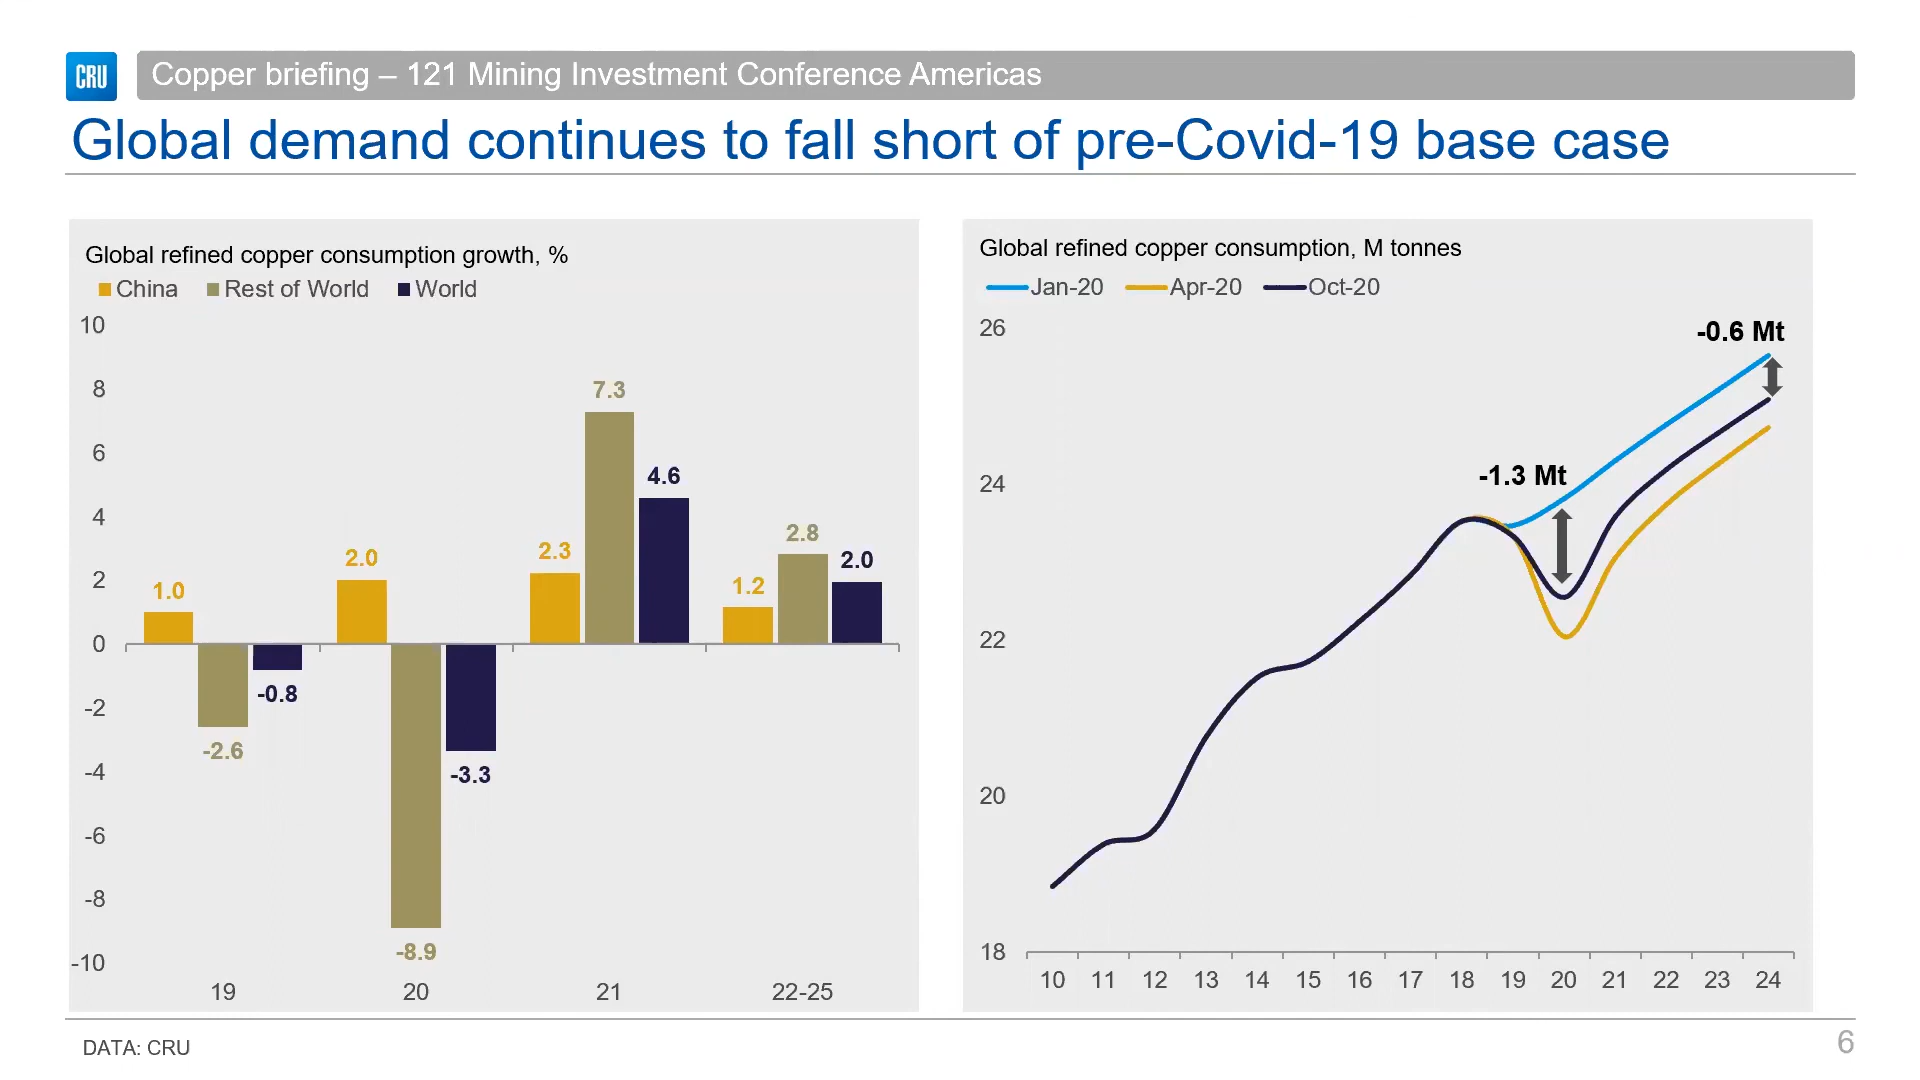 CRU
Copper briefing – 121 Mining Investment Conference Americas
Global demand continues to fall short of pre-Covid-19 base case
Global refined copper consumption growth, %
China Rest of World World
10
8
6
4
2
0
-2
-4
-6
-8
-10
1.0
-2.6
-0.8
2.0
-8.9
-3.3
2.3
7.3
4.6
1.2
2.8
2.0
19 20 21 22-25
Global refined copper consumption, M tonnes
Jan-20 Apr-20 Oct-20
26
24
22
20
18
-1.3 Mt
-0.6 Mt
10 11 12 13 14 15 16 17 18 19 20 21 22 23 24
DATA: CRU
6